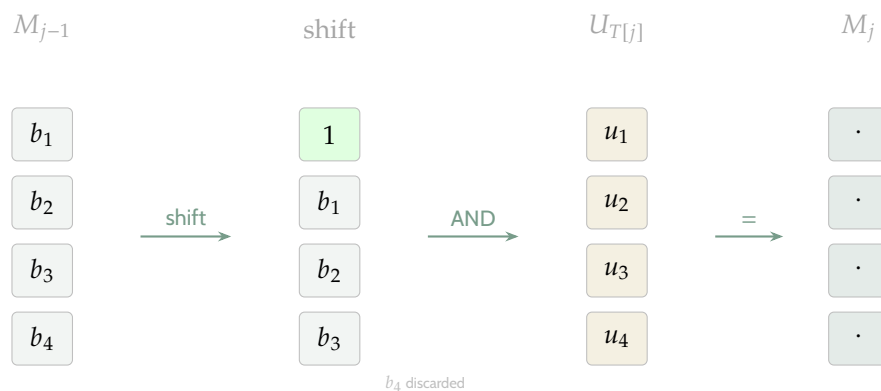 M_{j−1} shift U_{T[j]} M_j
b_1 1 u_1 ·
b_2 b_1 u_2 ·
shift AND =
b_3 b_2 u_3 ·
b_4 b_3 u_4 ·
b_4 discarded